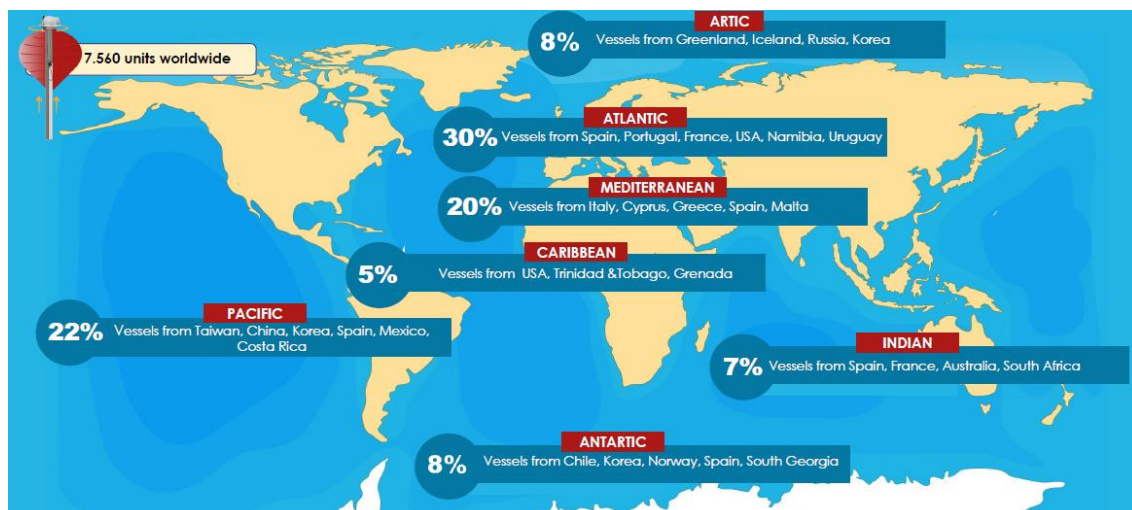 7.560 units worldwide
ARTIC
8%
Vessels from Greenland, Iceland, Russia, Korea
ATLANTIC
30%
Vessels from Spain, Portugal, France, USA, Namibia, Uruguay
MEDITERRANEAN
20%
Vessels from Italy, Cyprus, Greece, Spain, Malta
CARIBBEAN
5%
Vessels from USA, Trinidad &Tobago, Grenada
PACIFIC
22%
Vessels from Taiwan, China, Korea, Spain, Mexico,
Costa Rica
INDIAN
7%
Vessels from Spain, France, Australia, South Africa
ANTARTIC
8%
Vessels from Chile, Korea, Norway, Spain, South Georgia